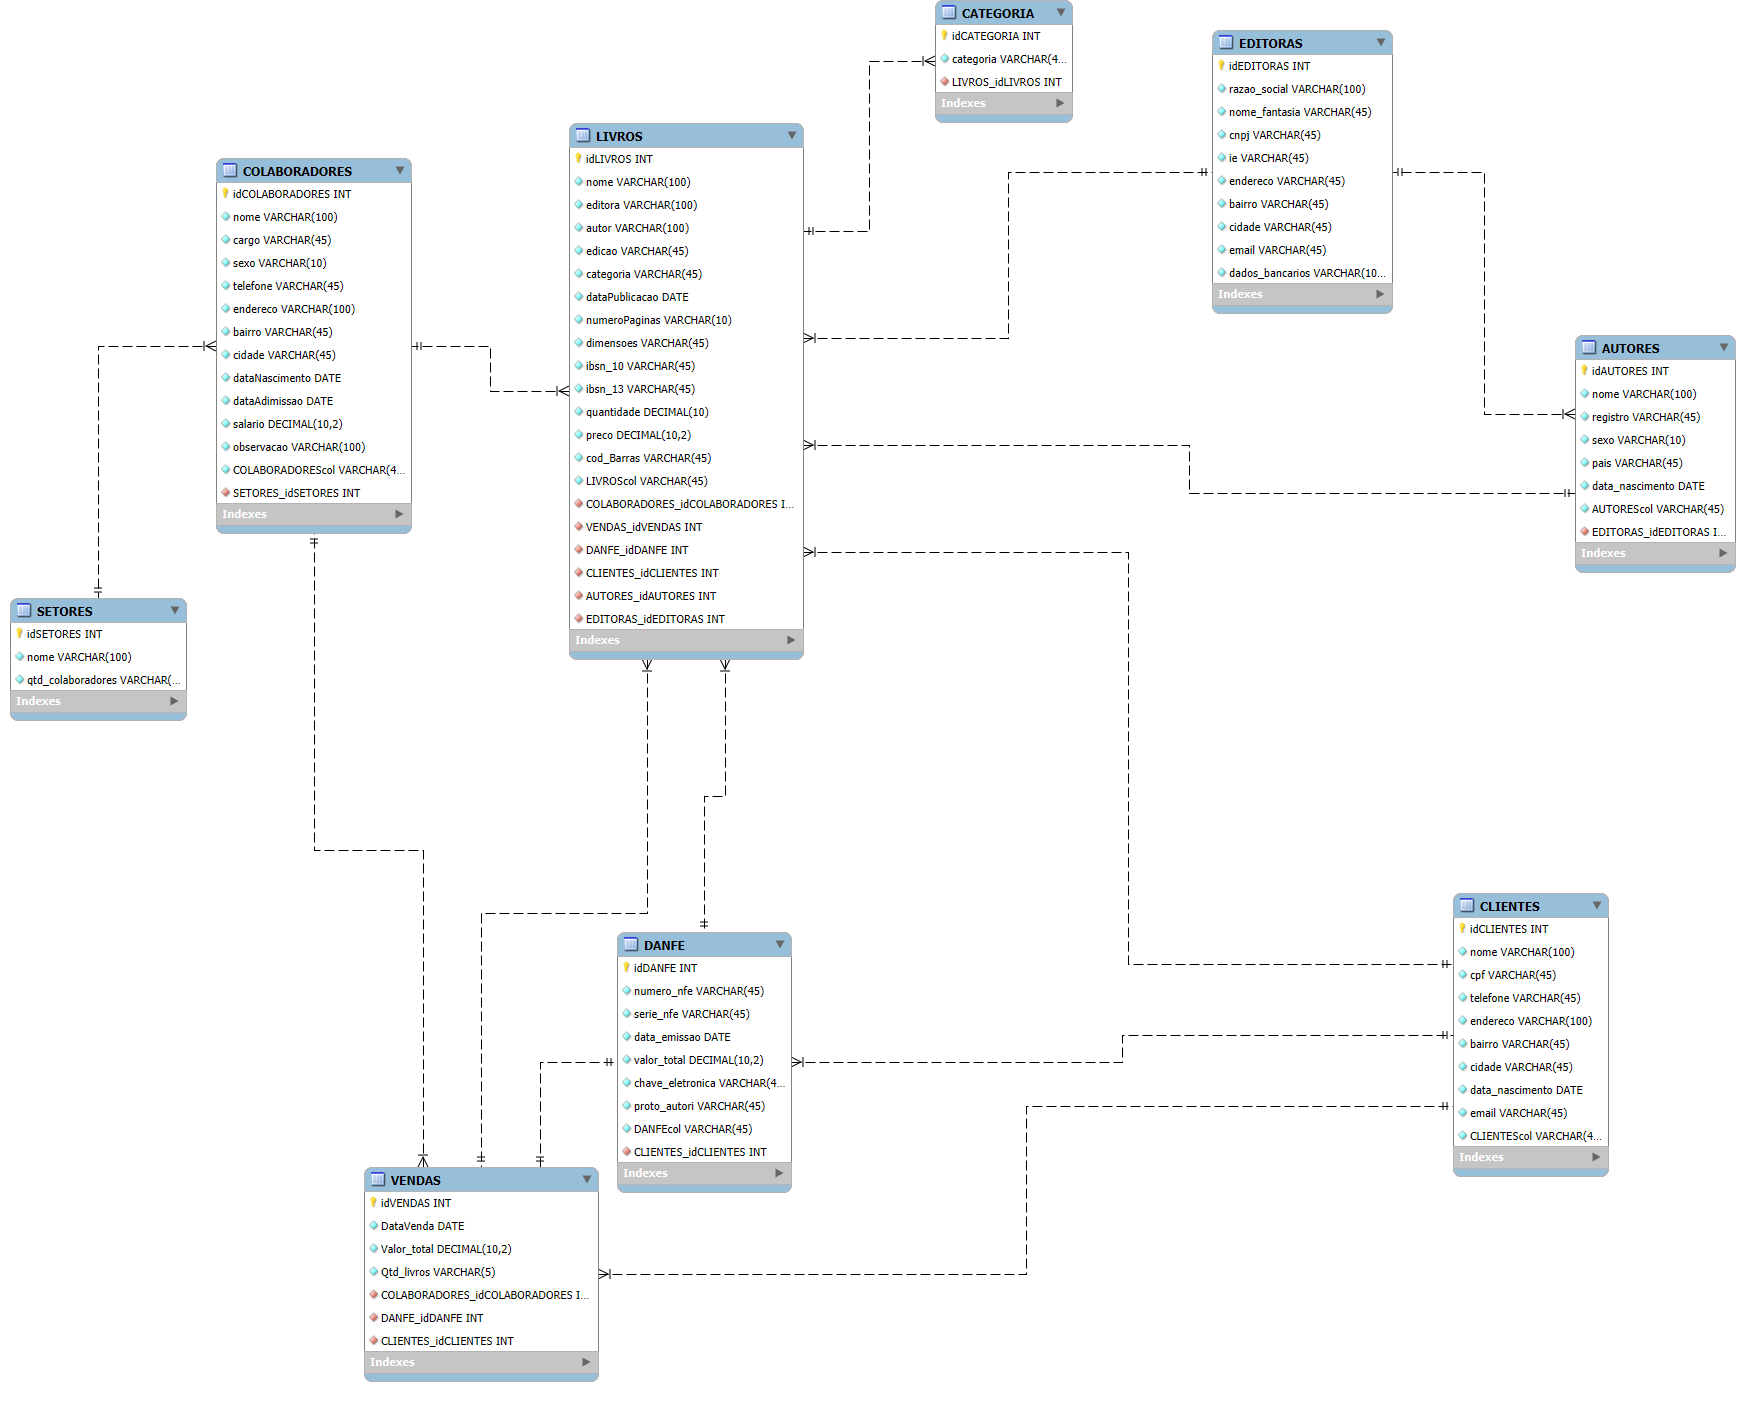 CATEGORIA
idCATEGORIA INT
categoria VARCHAR(4...
LIVROS_idLIVROS INT
Indexes
EDITORAS
idEDITORAS INT
razao_social VARCHAR(100)
nome_fantasia VARCHAR(45)
cnpj VARCHAR(45)
ie VARCHAR(45)
endereco VARCHAR(45)
bairro VARCHAR(45)
cidade VARCHAR(45)
email VARCHAR(45)
dados_bancarios VARCHAR(10...
Indexes
LIVROS
idLIVROS INT
nome VARCHAR(100)
editora VARCHAR(100)
autor VARCHAR(100)
edicao VARCHAR(45)
categoria VARCHAR(45)
dataPublicacao DATE
numeroPaginas VARCHAR(10)
dimensoes VARCHAR(45)
ibsn_10 VARCHAR(45)
ibsn_13 VARCHAR(45)
quantidade DECIMAL(10)
preco DECIMAL(10,2)
cod_Barras VARCHAR(45)
LIVROScol VARCHAR(45)
COLABORADORES_idCOLABORADORES I...
VENDAS_idVENDAS INT
DANFE_idDANFE INT
CLIENTES_idCLIENTES INT
AUTORES_idAUTORES INT
EDITORAS_idEDITORAS INT
Indexes
COLABORADORES
idCOLABORADORES INT
nome VARCHAR(100)
cargo VARCHAR(45)
sexo VARCHAR(10)
telefone VARCHAR(45)
endereco VARCHAR(100)
bairro VARCHAR(45)
cidade VARCHAR(45)
dataNascimento DATE
dataAdimissao DATE
salario DECIMAL(10,2)
observacao VARCHAR(100)
COLABORADOREScol VARCHAR(4...
SETORES_idSETORES INT
Indexes
AUTORES
idAUTORES INT
nome VARCHAR(100)
registro VARCHAR(45)
sexo VARCHAR(10)
pais VARCHAR(45)
data_nascimento DATE
AUTOREScol VARCHAR(45)
EDITORAS_idEDITORAS I...
Indexes
SETORES
idSETORES INT
nome VARCHAR(100)
qtd_colaboradores VARCHAR(...
Indexes
CLIENTES
idCLIENTES INT
nome VARCHAR(100)
cpf VARCHAR(45)
telefone VARCHAR(45)
endereco VARCHAR(100)
bairro VARCHAR(45)
cidade VARCHAR(45)
data_nascimento DATE
email VARCHAR(45)
CLIENTEScol VARCHAR(4...
Indexes
DANFE
idDANFE INT
numero_nfe VARCHAR(45)
serie_nfe VARCHAR(45)
data_emissao DATE
valor_total DECIMAL(10,2)
chave_eletronica VARCHAR(4...
proto_autori VARCHAR(45)
DANFEcol VARCHAR(45)
CLIENTES_idCLIENTES INT
Indexes
VENDAS
idVENDAS INT
DataVenda DATE
Valor_total DECIMAL(10,2)
Qtd_livros VARCHAR(5)
COLABORADORES_idCOLABORADORES I...
DANFE_idDANFE INT
CLIENTES_idCLIENTES INT
Indexes